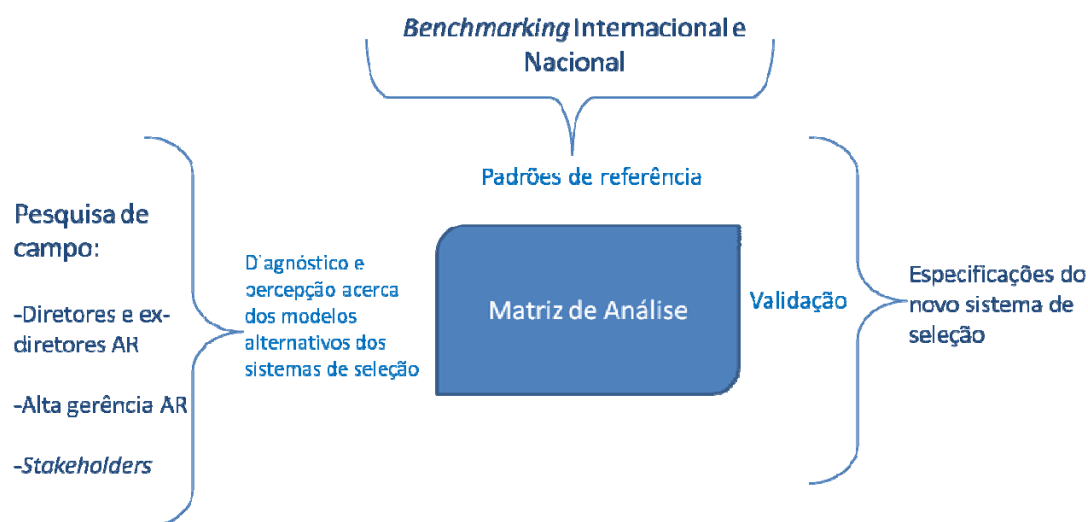 Benchmarking Internacional e
Nacional
Padrões de referência
Pesquisa de
campo:
-Diretores e ex-
diretores AR
-Alta gerência AR
-Stakeholders
D'agnóstico e
percepção acerca
dos modelos
alternativos dos
sistemas de seleção
Matriz de Análise
Validação
Especificações do
novo sistema de
seleção